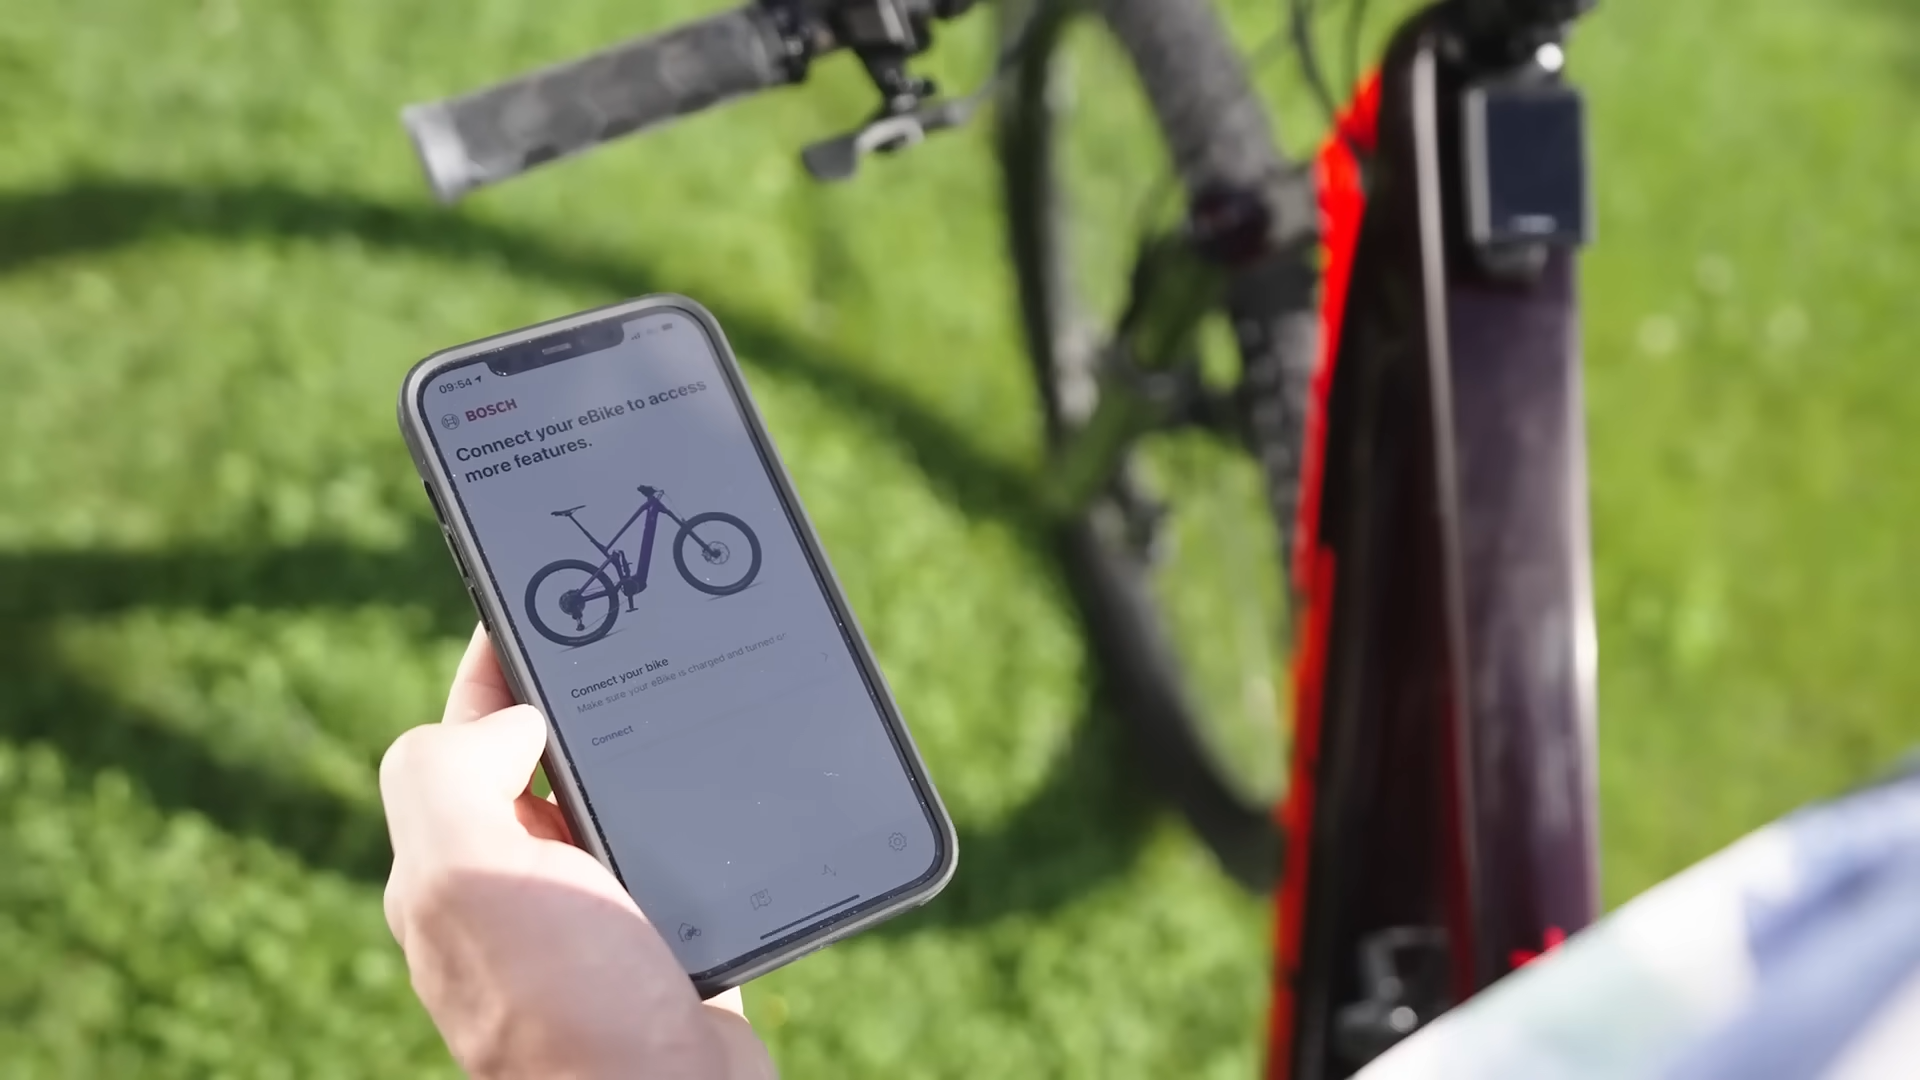 09:54
BOSCH
Connect your eBike to access
more features.
Connect your bike
Make sure your eBike is charged and turned
Connect